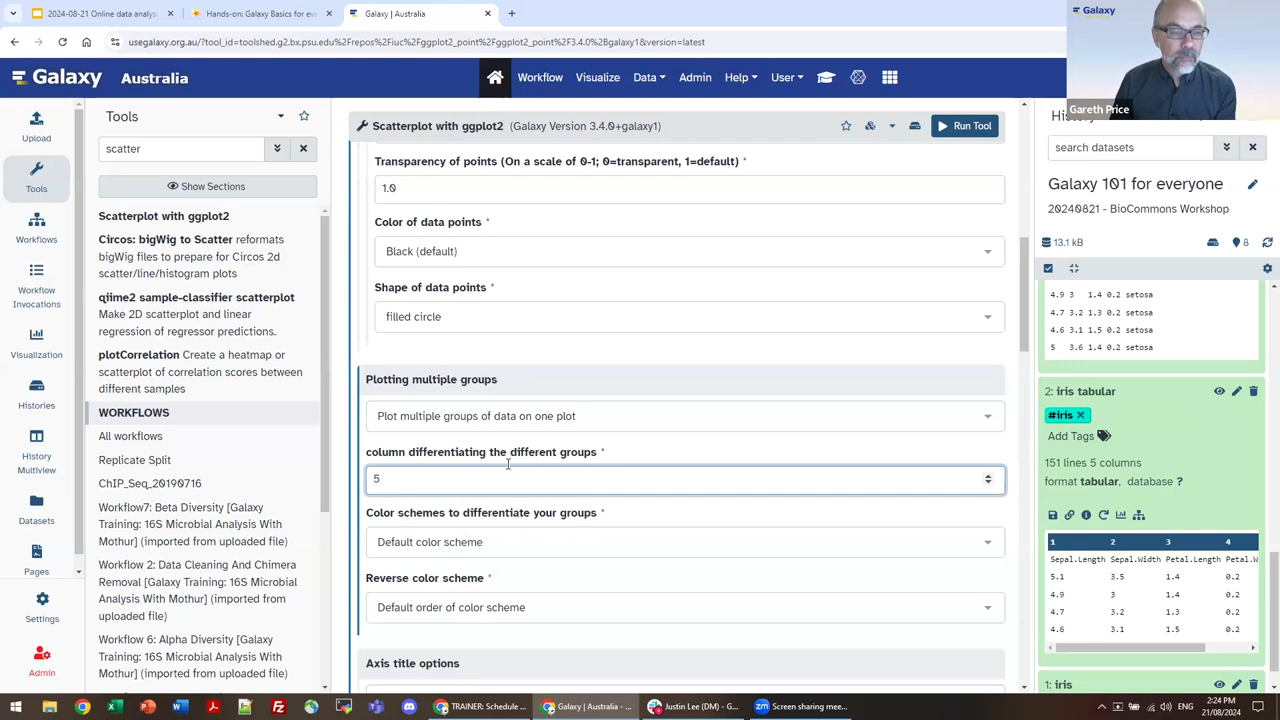 2024-08-21 Online data analysi
Hands-on: Galaxy Basics for ev
Galaxy | Australia
usegalaxy.org.au/?tool_id=toolshed.g2.bx.psu.edu%2Frepos%2Fiuc%2Fggplot2_point%2Fggplot2_point%2F3.4.0%2Bgalaxy1&version=latest
Galaxy Australia
Workflow
Visualize
Data
Admin
Help
User
Galaxy
Gareth Price
Upload
Tools
Workflows
Workflow
Invocations
Visualization
Histories
History
Multiview
Datasets
Pages
Settings
Admin
Tools
scatter
Show Sections
Scatterplot with ggplot2
Circos: bigWig to Scatter reformats
bigWig files to prepare for Circos 2d
scatter/line/histogram plots
qiime2 sample-classifier scatterplot
Make 2D scatterplot and linear
regression of regressor predictions.
plotCorrelation Create a heatmap or
scatterplot of correlation scores between
different samples
WORKFLOWS
All workflows
Replicate Split
ChIP_Seq_20190716
Workflow7: Beta Diversity [Galaxy
Training: 16S Microbial Analysis With
Mothur] (imported from uploaded file)
Workflow 2: Data Cleaning And Chimera
Removal [Galaxy Training: 16S Microbial
Analysis With Mothur] (imported from
uploaded file)
Workflow 6: Alpha Diversity [Galaxy
Training: 16S Microbial Analysis With
Mothur] (imported from uploaded file)
Scatterplot with ggplot2 (Galaxy Version 3.4.0+galaxy1)
Run Tool
Transparency of points (On a scale of 0-1; 0=transparent, 1=default) *
1.0
Color of data points *
Black (default)
Shape of data points *
filled circle
Plotting multiple groups
Plot multiple groups of data on one plot
column differentiating the different groups *
5
Color schemes to differentiate your groups *
Default color scheme
Reverse color scheme *
Default order of color scheme
Axis title options
search datasets
Galaxy 101 for everyone
20240821 - BioCommons Workshop
13.1 kB
8
4.9 3 1.4 0.2 setosa
4.7 3.2 1.3 0.2 setosa
4.6 3.1 1.5 0.2 setosa
5 3.6 1.4 0.2 setosa
2: iris tabular
#iris
Add Tags
151 lines 5 columns
format tabular, database ?
1 2 3 4
Sepal.Length Sepal.Width Petal.Length Petal.W
5.1 3.5 1.4 0.2
4.9 3 1.4 0.2
4.7 3.2 1.3 0.2
4.6 3.1 1.5 0.2
1: iris
TRAINER: Schedule ...
Galaxy | Australia - ...
Justin Lee (DM) - G...
Screen sharing mee...
2:24 PM
21/08/2024